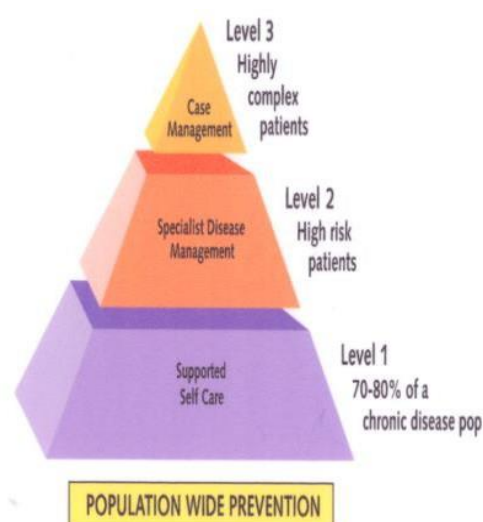 Level 3
Highly
complex
patients
Case
Management
Level 2
High risk
patients
Specialist Disease
Management
Level 1
70-80% of a
chronic disease pop
Supported
Self Care
POPULATION WIDE PREVENTION